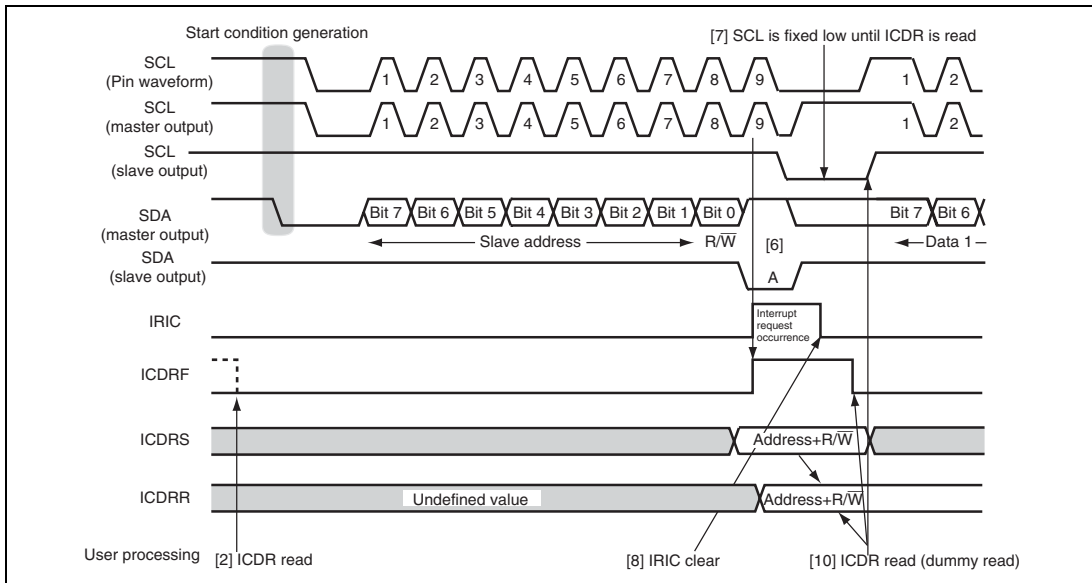 Start condition generation
[7] SCL is fixed low until ICDR is read
SCL
(Pin waveform)
1 2 3 4 5 6 7 8 9 1 2
SCL
(master output)
1 2 3 4 5 6 7 8 9 1 2
SCL
(slave output)
SDA
(master output)
Bit 7 Bit 6 Bit 5 Bit 4 Bit 3 Bit 2 Bit 1 Bit 0 Bit 7 Bit 6
Slave address R/W̅ [6] Data 1
SDA
(slave output)
A
IRIC
Interrupt
request
occurrence
ICDRF
ICDRS
Address+R/W̅
ICDRR
Undefined value Address+R/W̅
User processing [2] ICDR read [8] IRIC clear [10] ICDR read (dummy read)